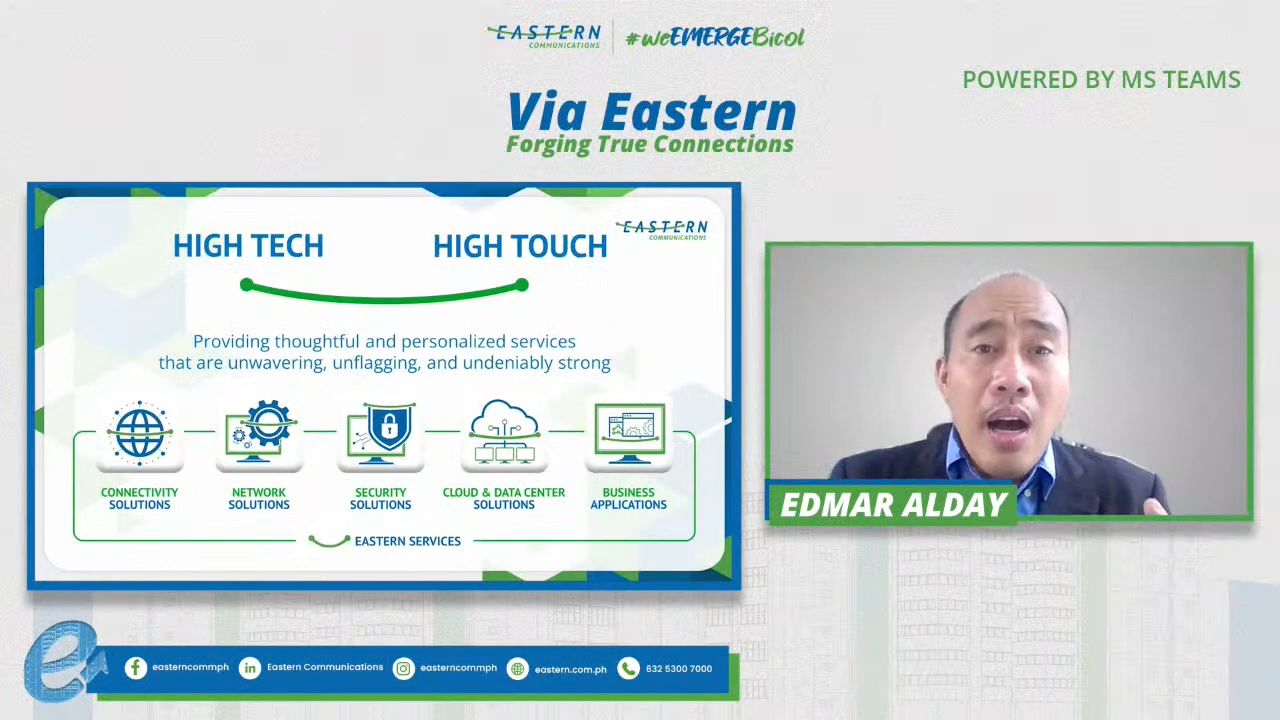 EASTERN
COMMUNICATIONS
#weEMERGEBicol
POWERED BY MS TEAMS
Via Eastern
Forging True Connections
EASTERN
COMMUNICATIONS
HIGH TECH
HIGH TOUCH
Providing thoughtful and personalized services
that are unwavering, unflagging, and undeniably strong
CONNECTIVITY
SOLUTIONS
NETWORK
SOLUTIONS
SECURITY
SOLUTIONS
CLOUD & DATA CENTER
SOLUTIONS
BUSINESS
APPLICATIONS
EASTERN SERVICES
EDMAR ALDAY
e
easterncommph
Eastern Communications
easterncommph
eastern.com.ph
632 5300 7000